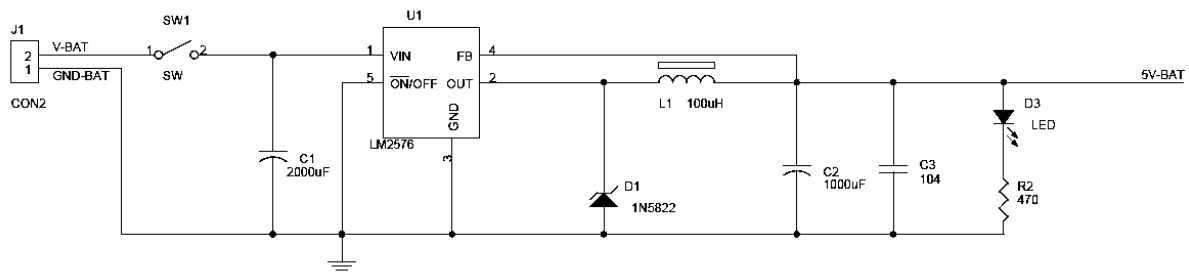 J1
2
1
CON2
V-BAT
GND-BAT
SW1
1
2
SW
C1
2000uF
U1
1
VIN
5
ON/OFF
FB
4
OUT
2
GND
3
LM2576
D1
1N5822
L1
100uH
C2
1000uF
C3
104
D3
LED
R2
470
5V-BAT